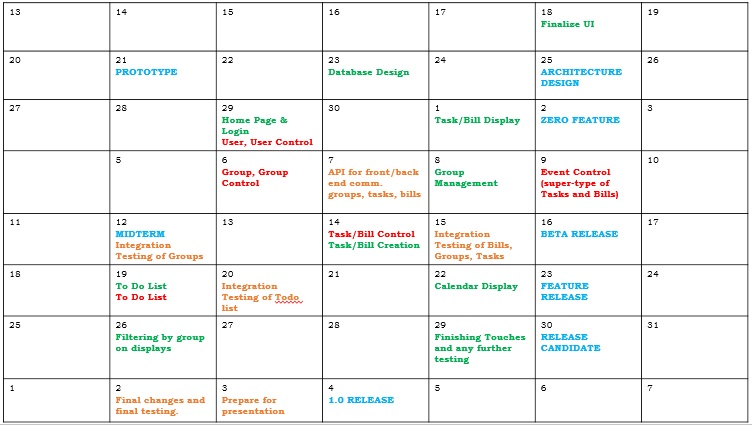 13 14 15 16 17 18 19
Finalize UI
20 21 22 23 24 25 26
PROTOTYPE Database Design ARCHITECTURE
DESIGN
27 28 29 30 1 2 3
Home Page & Task/Bill Display ZERO FEATURE
Login
User, User Control
5 6 7 8 9 10
Group, Group API for front/back Group Event Control
Control end comm. Management (super-type of
groups, tasks, bills Tasks and Bills)
11 12 13 14 15 16 17
MIDTERM Task/Bill Control Integration BETA RELEASE
Integration Task/Bill Creation Testing of Bills,
Testing of Groups Groups, Tasks
18 19 20 21 22 23 24
To Do List Integration Calendar Display FEATURE
To Do List Testing of Todo RELEASE
list
25 26 27 28 29 30 31
Filtering by group Finishing Touches RELEASE
on displays and any further CANDIDATE
testing
1 2 3 4 5 6 7
Final changes and Prepare for 1.0 RELEASE
final testing. presentation